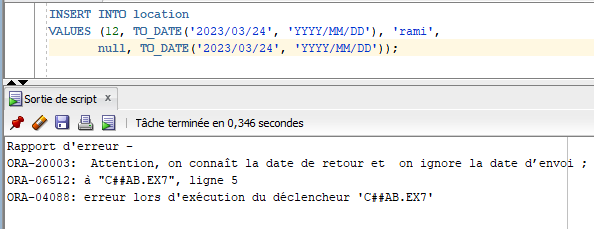 INSERT INTO location
VALUES (12, TO_DATE('2023/03/24', 'YYYY/MM/DD'), 'rami',
null, TO_DATE('2023/03/24', 'YYYY/MM/DD'));
Sortie de script x
Tâche terminée en 0,346 secondes
Rapport d'erreur -
ORA-20003:  Attention, on connaît la date de retour et  on ignore la date d’envoi ;
ORA-06512: à "C##AB.EX7", ligne 5
ORA-04088: erreur lors d'exécution du déclencheur 'C##AB.EX7'